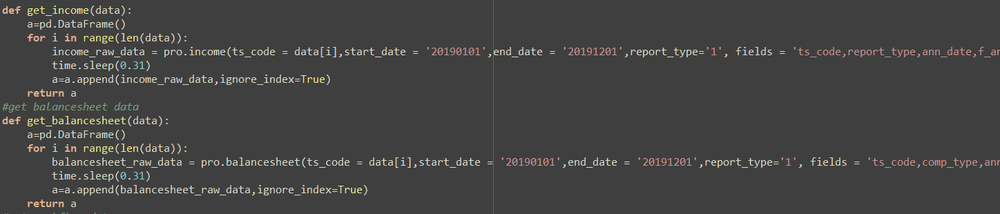 def get_income(data):
    a=pd.DataFrame()
    for i in range(len(data)):
        income_raw_data = pro.income(ts_code = data[i],start_date = '20190101',end_date = '20191201',report_type='1', fields = 'ts_code,report_type,ann_date,f_an
        time.sleep(0.31)
        a=a.append(income_raw_data,ignore_index=True)
    return a
#get balancesheet data
def get_balancesheet(data):
    a=pd.DataFrame()
    for i in range(len(data)):
        balancesheet_raw_data = pro.balancesheet(ts_code = data[i],start_date = '20190101',end_date = '20191201',report_type='1', fields = 'ts_code,comp_type,ann
        time.sleep(0.31)
        a=a.append(balancesheet_raw_data,ignore_index=True)
    return a